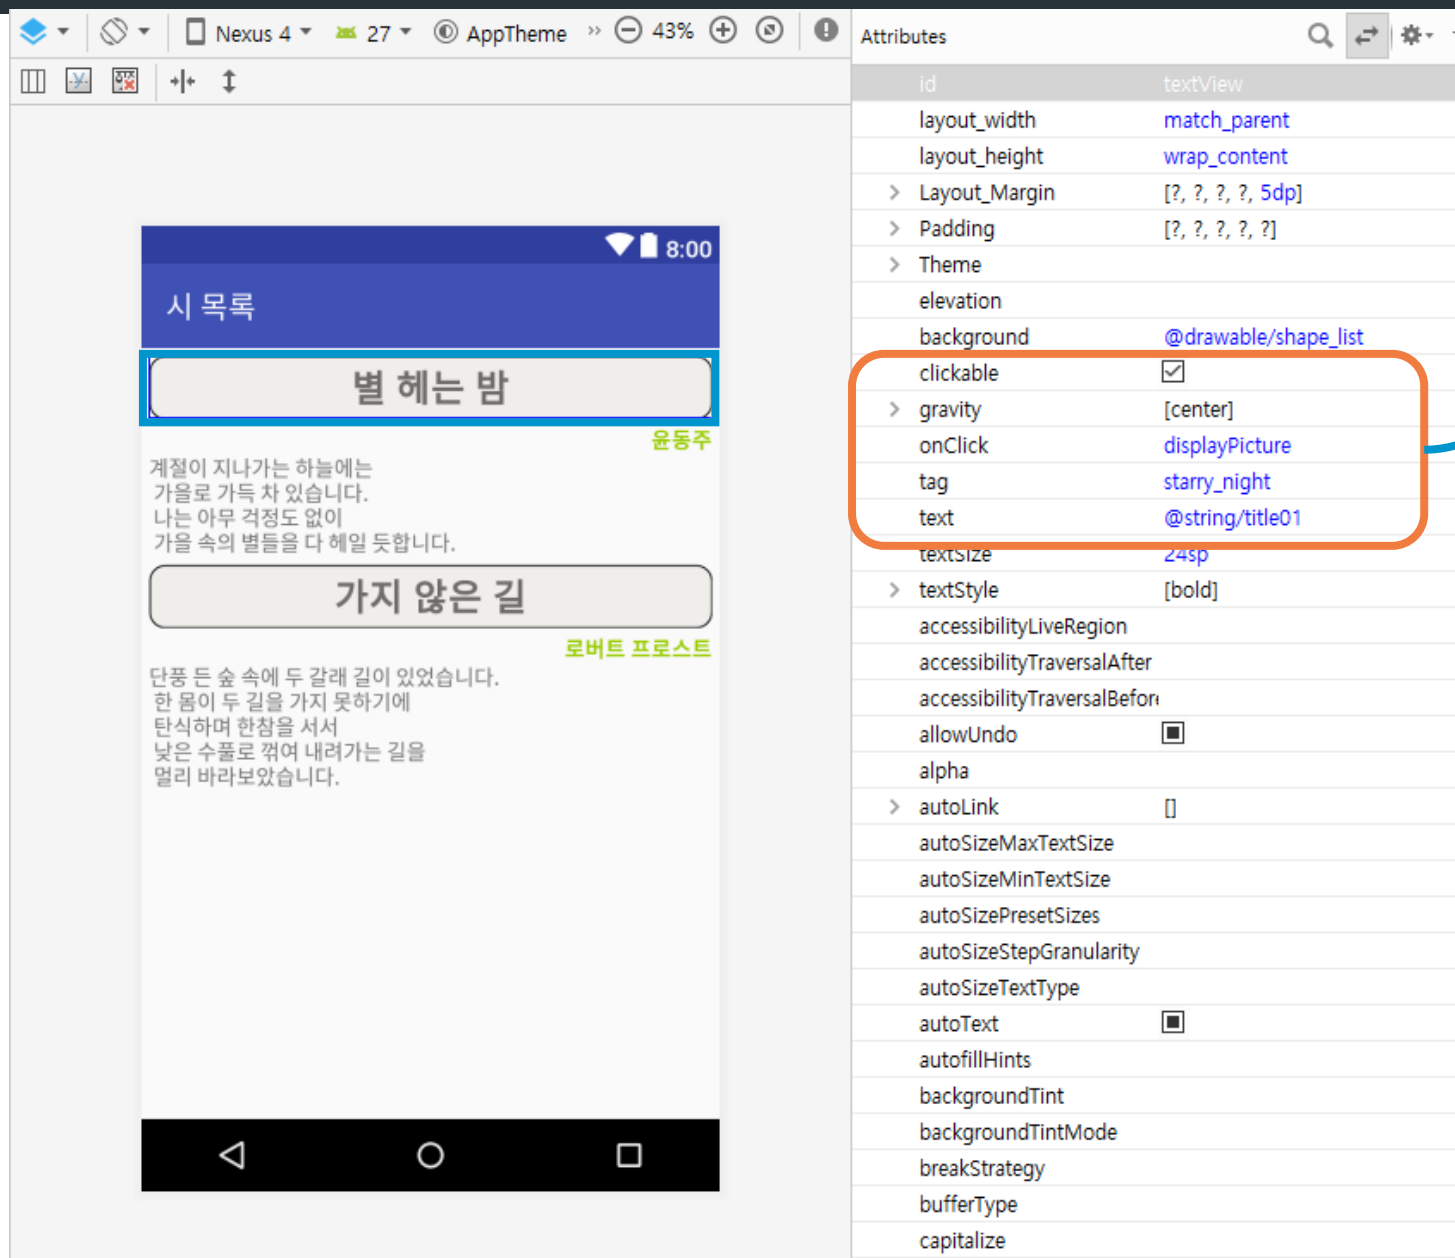 Nexus 4 27 AppTheme » 43%
시 목록
8:00
별 헤는 밤
윤동주
계절이 지나가는 하늘에는
가을로 가득 차 있습니다.
나는 아무 걱정도 없이
가을 속의 별들을 다 헤일 듯합니다.
가지 않은 길
로버트 프로스트
단풍 든 숲 속에 두 갈래 길이 있었습니다.
한 몸이 두 길을 가지 못하기에
탄식하며 한참을 서서
낮은 수풀로 꺾여 내려가는 길을
멀리 바라보았습니다.
Attributes
id textView
layout_width match_parent
layout_height wrap_content
Layout_Margin [?, ?, ?, ?, 5dp]
Padding [?, ?, ?, ?, ?]
Theme
elevation
background @drawable/shape_list
clickable
gravity [center]
onClick displayPicture
tag starry_night
text @string/title01
textSize 24sp
textStyle [bold]
accessibilityLiveRegion
accessibilityTraversalAfter
accessibilityTraversalBefor
allowUndo
alpha
autoLink []
autoSizeMaxTextSize
autoSizeMinTextSize
autoSizePresetSizes
autoSizeStepGranularity
autoSizeTextType
autoText
autofillHints
backgroundTint
backgroundTintMode
breakStrategy
bufferType
capitalize